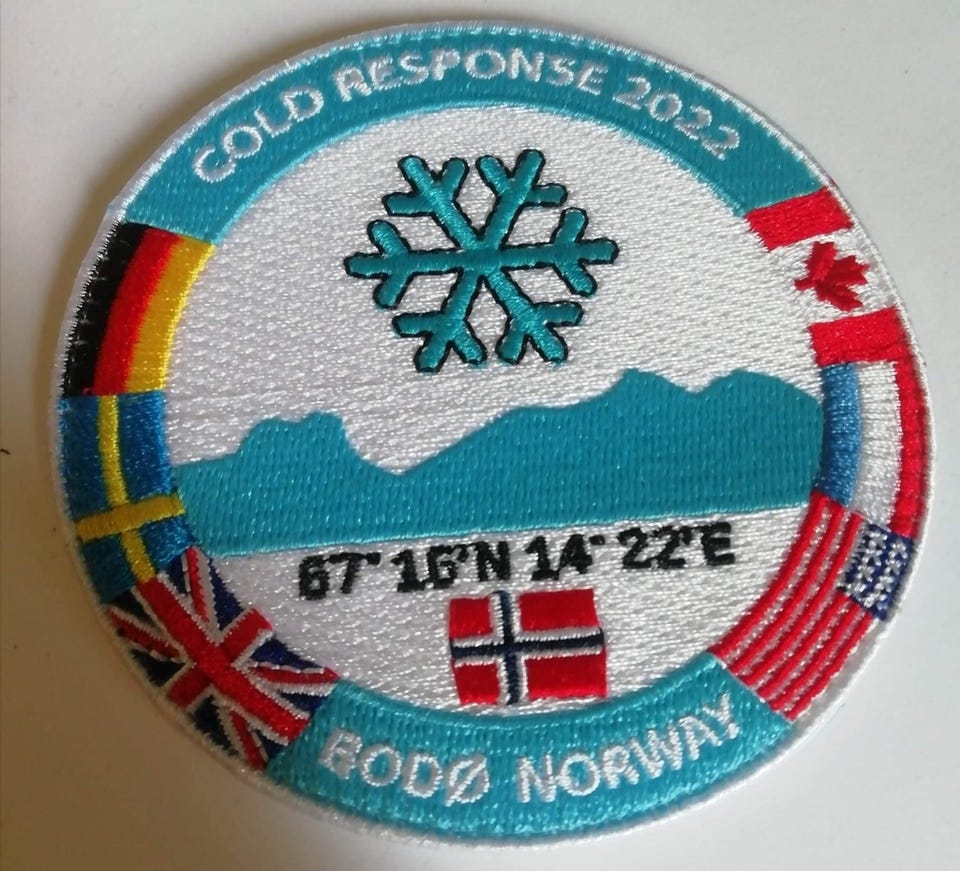 COLD RESPONSE 2022
67° 16'N 14° 22'E
BODØ NORWAY